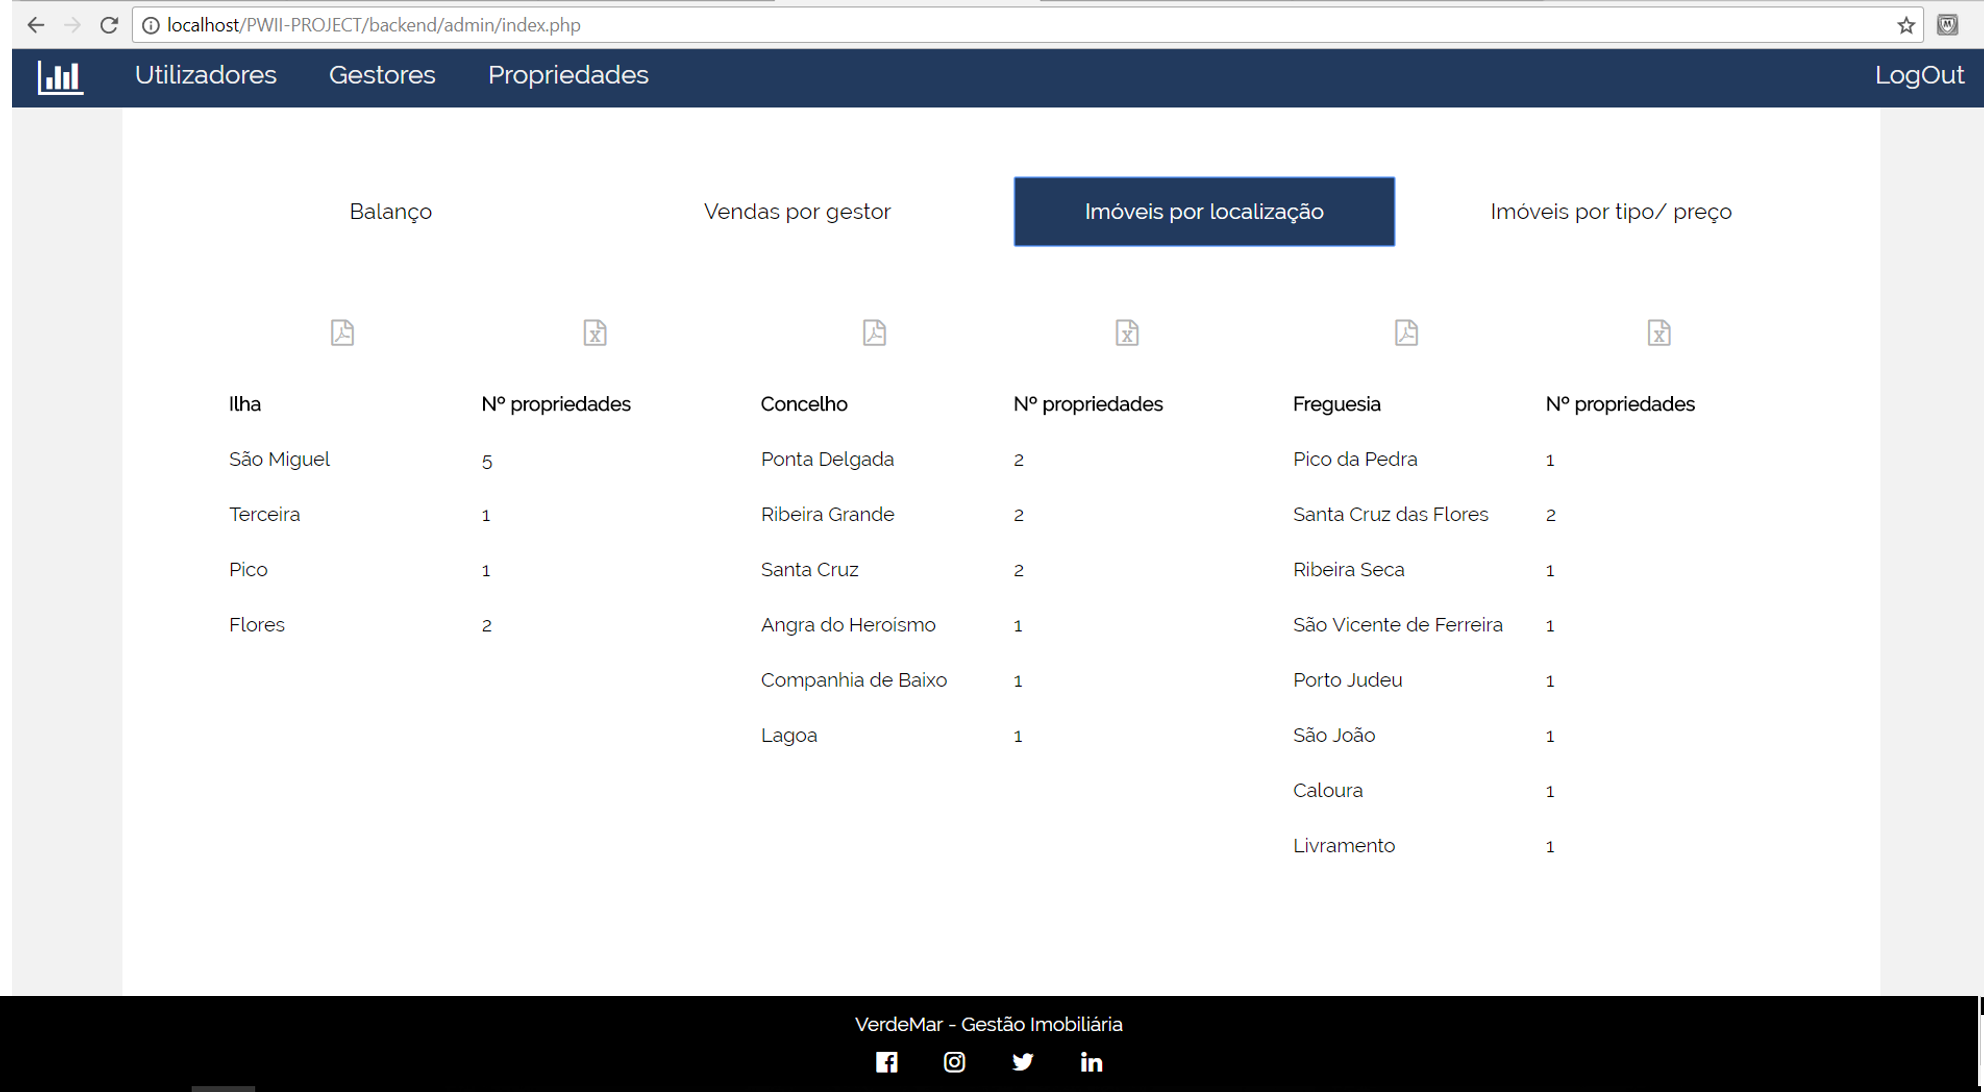 localhost/PWII-PROJECT/backend/admin/index.php
Utilizadores Gestores Propriedades LogOut
Balanço Vendas por gestor Imóveis por localização Imóveis por tipo/ preço
Ilha Nº propriedades Concelho Nº propriedades Freguesia Nº propriedades
São Miguel 5 Ponta Delgada 2 Pico da Pedra 1
Terceira 1 Ribeira Grande 2 Santa Cruz das Flores 2
Pico 1 Santa Cruz 2 Ribeira Seca 1
Flores 2 Angra do Heroísmo 1 São Vicente de Ferreira 1
Companhia de Baixo 1 Porto Judeu 1
Lagoa 1 São João 1
Caloura 1
Livramento 1
VerdeMar - Gestão Imobiliária